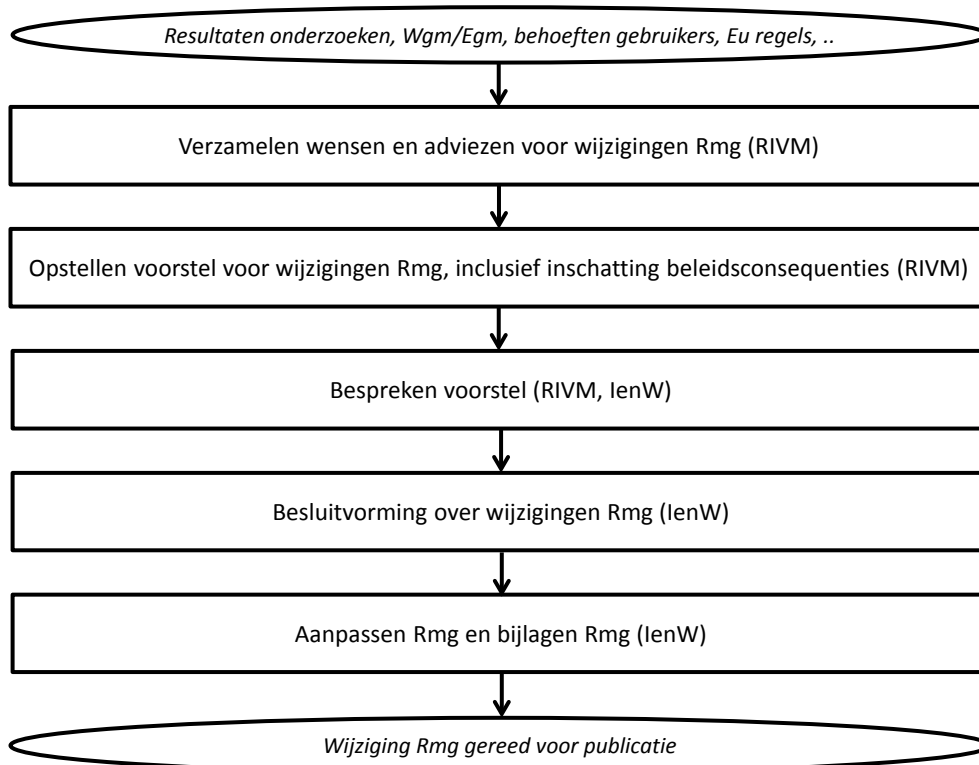 Resultaten onderzoeken, Wgm/Egm, behoeften gebruikers, Eu regels, ..
Verzamelen wensen en adviezen voor wijzigingen Rmg (RIVM)
Opstellen voorstel voor wijzigingen Rmg, inclusief inschatting beleidsconsequenties (RIVM)
Bespreken voorstel (RIVM, IenW)
Besluitvorming over wijzigingen Rmg (IenW)
Aanpassen Rmg en bijlagen Rmg (IenW)
Wijziging Rmg gereed voor publicatie